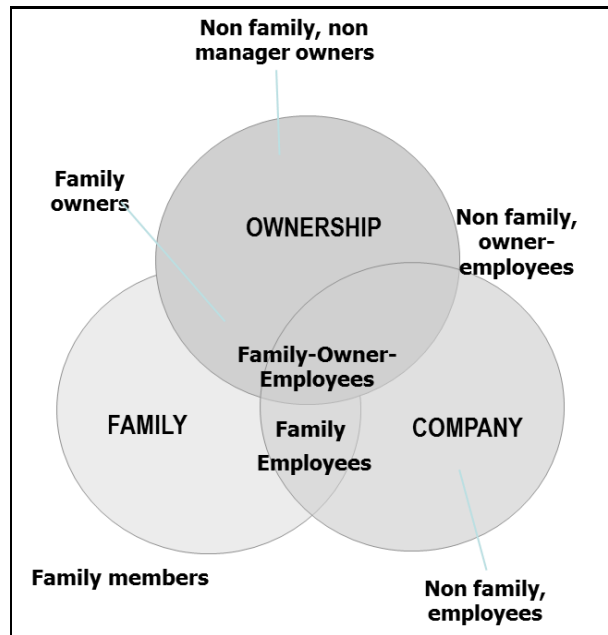 Non family, non
manager owners
Family
owners
OWNERSHIP
Non family,
owner-
employees
Family-Owner-
Employees
FAMILY
Family
Employees
COMPANY
Family members
Non family,
employees